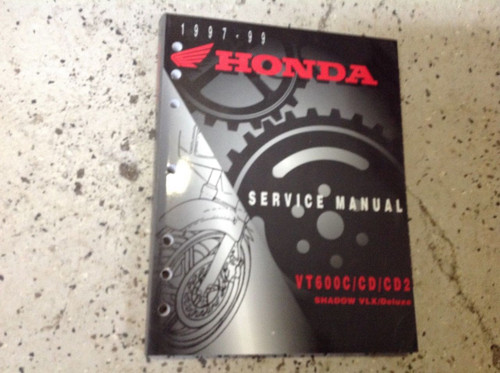 1997-99
HONDA
SERVICE MANUAL
VT600C/CD/CD2
SHADOW VLX/Deluxe